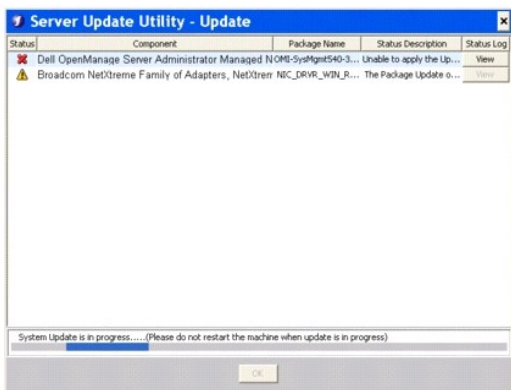 Server Update Utility - Update
Status Component Package Name Status Description Status Log
Dell OpenManage Server Administrator Managed N OMI-SysMgmt540-3... Unable to apply the Up... View
Broadcom NetXtreme Family of Adapters, NetXtrem NIC_DRVR_WIN_R... The Package Update o... View
System Update is in progress.....(Please do not restart the machine when update is in progress)
OK